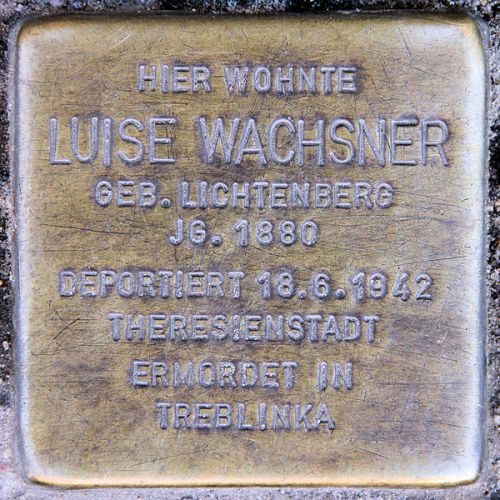 HIER WOHNTE
LUISE WACHSNER
GEB. LICHTENBERG
JG. 1880
DEPORTIERT 18.6.1942
THERESIENSTADT
ERMORDET IN
TREBLINKA